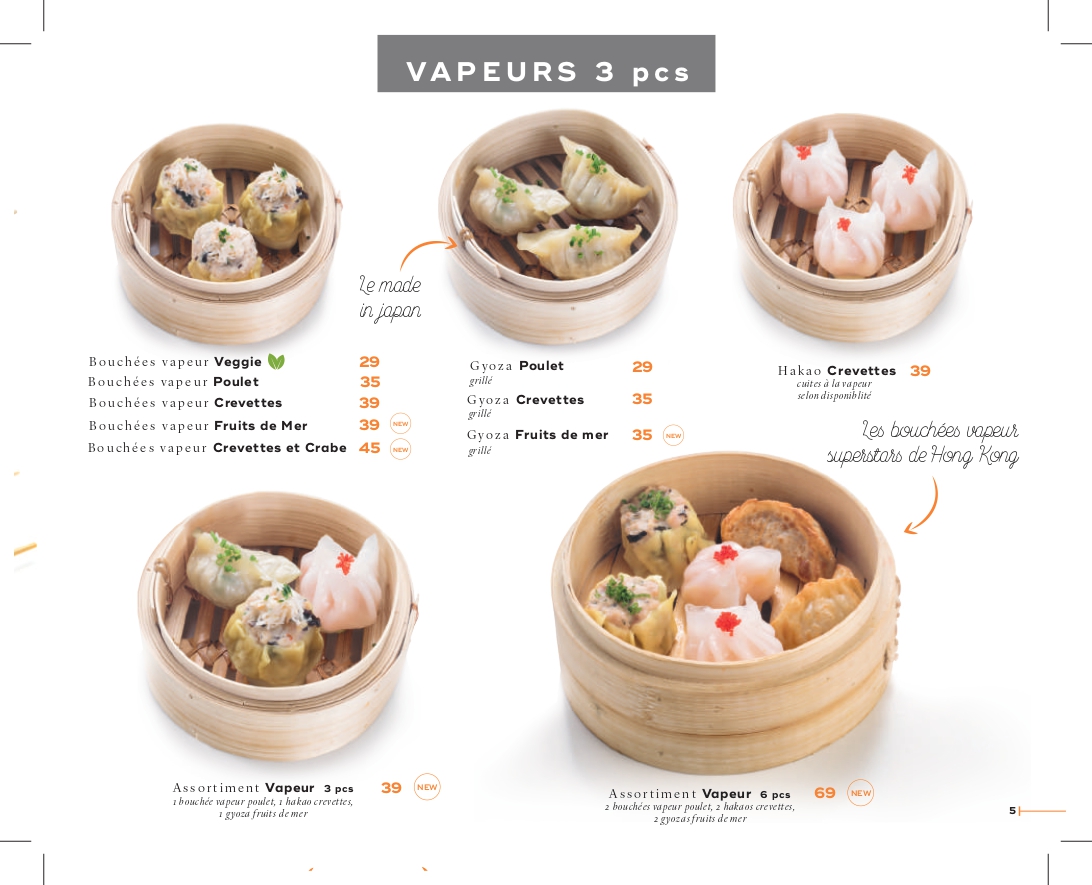 VAPEURS 3 pcs
Le made
in japon
Bouchées vapeur Veggie 29
Bouchées vapeur Poulet 35
Bouchées vapeur Crevettes 39
Bouchées vapeur Fruits de Mer 39 NEW
Bouchées vapeur Crevettes et Crabe 45 NEW
Gyoza Poulet 29
grillé
Gyoza Crevettes 35
grillé
Gyoza Fruits de mer 35 NEW
grillé
Hakao Crevettes 39
cuites à la vapeur
selon disponiblité
Les bouchées vapeur
superstars de Hong Kong
Assortiment Vapeur 3 pcs 39 NEW
1 bouchée vapeur poulet, 1 hakao crevettes,
1 gyoza fruits de mer
Assortiment Vapeur 6 pcs 69 NEW
2 bouchées vapeur poulet, 2 hakaos crevettes,
2 gyozas fruits de mer
5